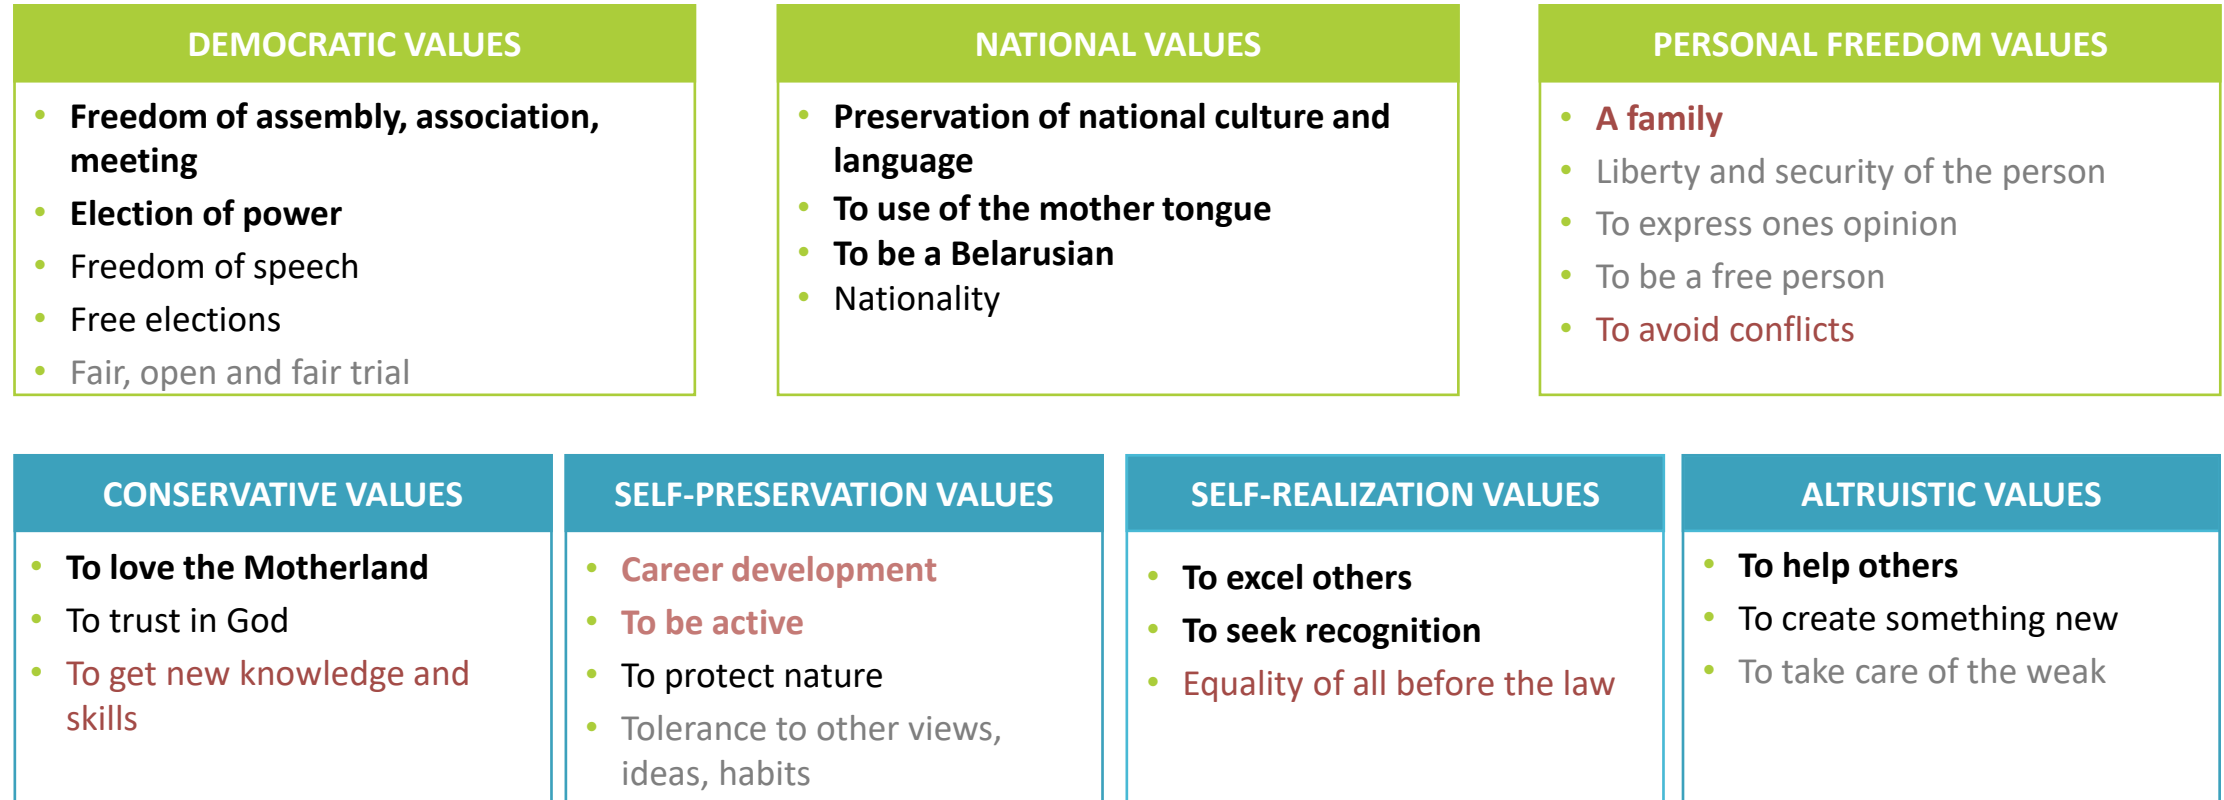 DEMOCRATIC VALUES
• Freedom of assembly, association,
meeting
• Election of power
• Freedom of speech
• Free elections
• Fair, open and fair trial
NATIONAL VALUES
• Preservation of national culture and
language
• To use of the mother tongue
• To be a Belarusian
• Nationality
PERSONAL FREEDOM VALUES
• A family
• Liberty and security of the person
• To express ones opinion
• To be a free person
• To avoid conflicts
CONSERVATIVE VALUES
• To love the Motherland
• To trust in God
• To get new knowledge and
skills
SELF-PRESERVATION VALUES
• Career development
• To be active
• To protect nature
• Tolerance to other views,
ideas, habits
SELF-REALIZATION VALUES
• To excel others
• To seek recognition
• Equality of all before the law
ALTRUISTIC VALUES
• To help others
• To create something new
• To take care of the weak